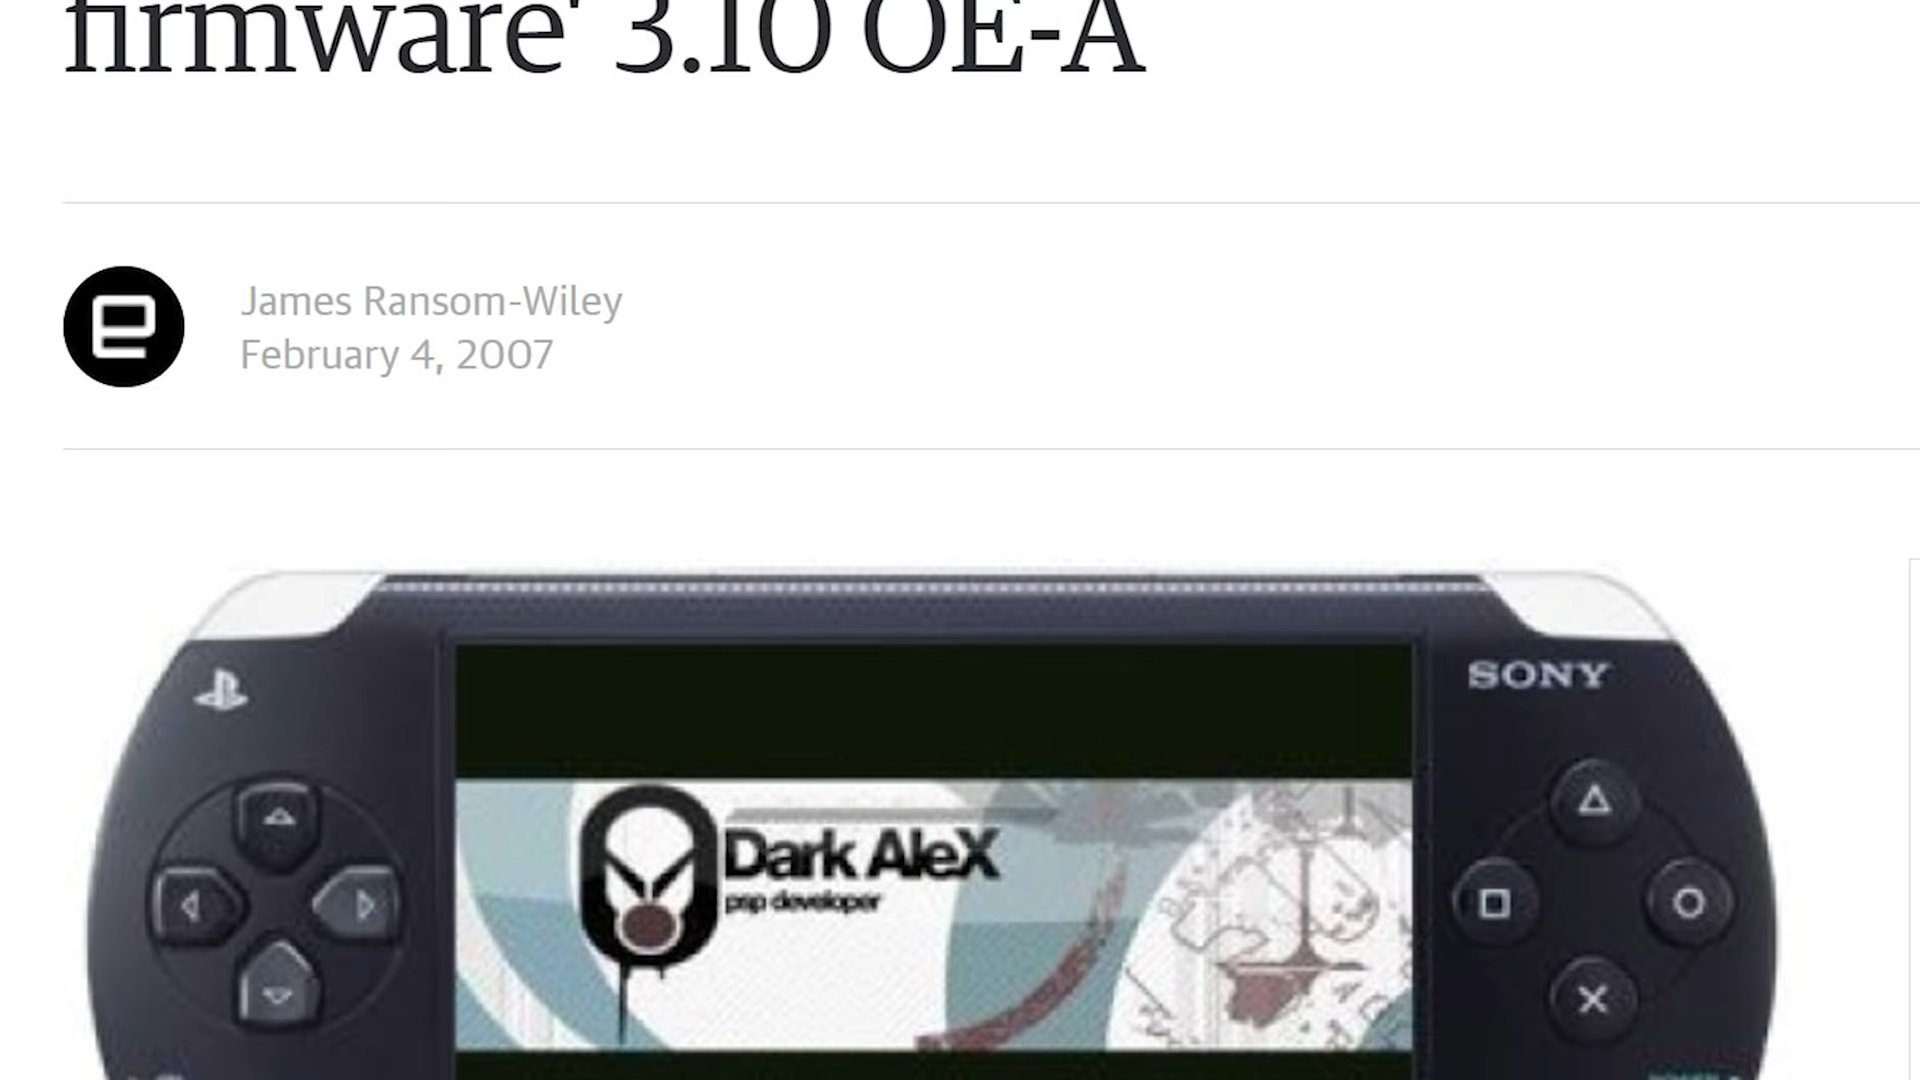 firmware' 3.10 OE-A
James Ransom-Wiley
February 4, 2007
SONY
Dark AleX
psp developer